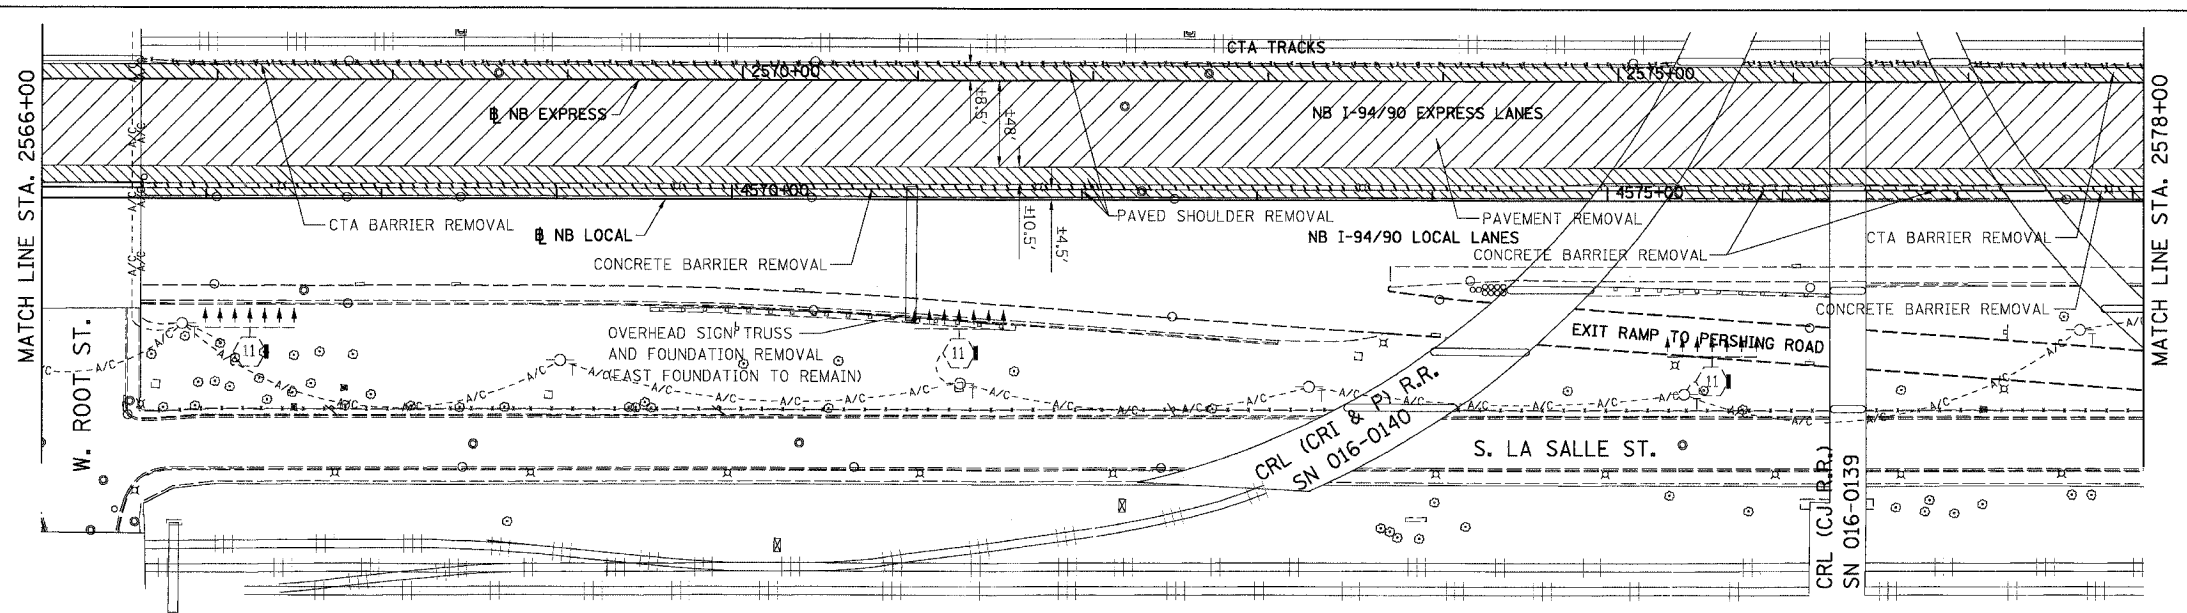 CTA TRACKS
2570+00
2575+00
℄ NB EXPRESS
NB I-94/90 EXPRESS LANES
±8.5'
±48'
MATCH LINE STA. 2566+00
MATCH LINE STA. 2578+00
4570+00
4575+00
CTA BARRIER REMOVAL
PAVED SHOULDER REMOVAL
PAVEMENT REMOVAL
℄ NB LOCAL
±10.5'
±4.5'
NB I-94/90 LOCAL LANES
CTA BARRIER REMOVAL
CONCRETE BARRIER REMOVAL
CONCRETE BARRIER REMOVAL
CONCRETE BARRIER REMOVAL
OVERHEAD SIGN TRUSS
AND FOUNDATION REMOVAL
(EAST FOUNDATION TO REMAIN)
EXIT RAMP TO PERSHING ROAD
11
11
11
W. ROOT ST.
CRL (CRI & P) R.R.
SN 016-0140
S. LA SALLE ST.
CRL (CJ R.R.)
SN 016-0139